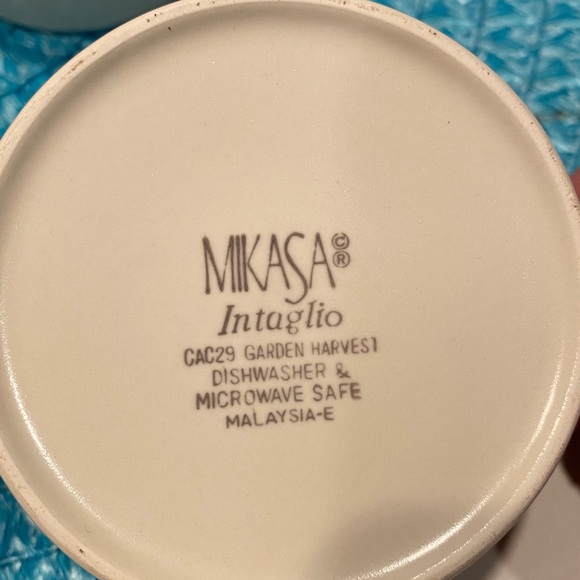 MIKASA©®
Intaglio
CAC29 GARDEN HARVEST
DISHWASHER &
MICROWAVE SAFE
MALAYSIA-E